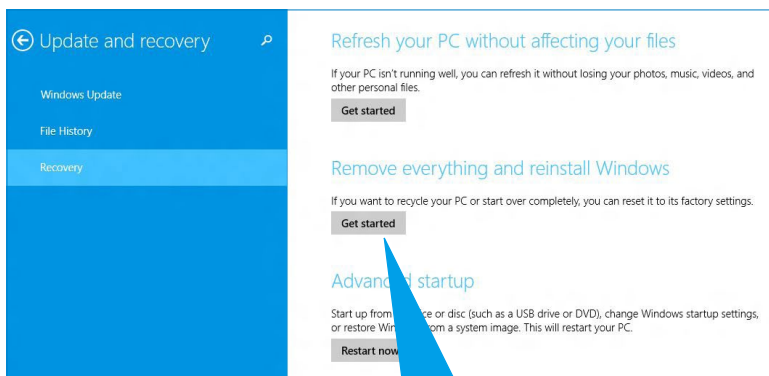 Update and recovery
Windows Update
File History
Recovery
Refresh your PC without affecting your files
If your PC isn't running well, you can refresh it without losing your photos, music, videos, and
other personal files.
Get started
Remove everything and reinstall Windows
If you want to recycle your PC or start over completely, you can reset it to its factory settings.
Get started
Advanced startup
Start up from ce or disc (such as a USB drive or DVD), change Windows startup settings,
or restore Win om a system image. This will restart your PC.
Restart now